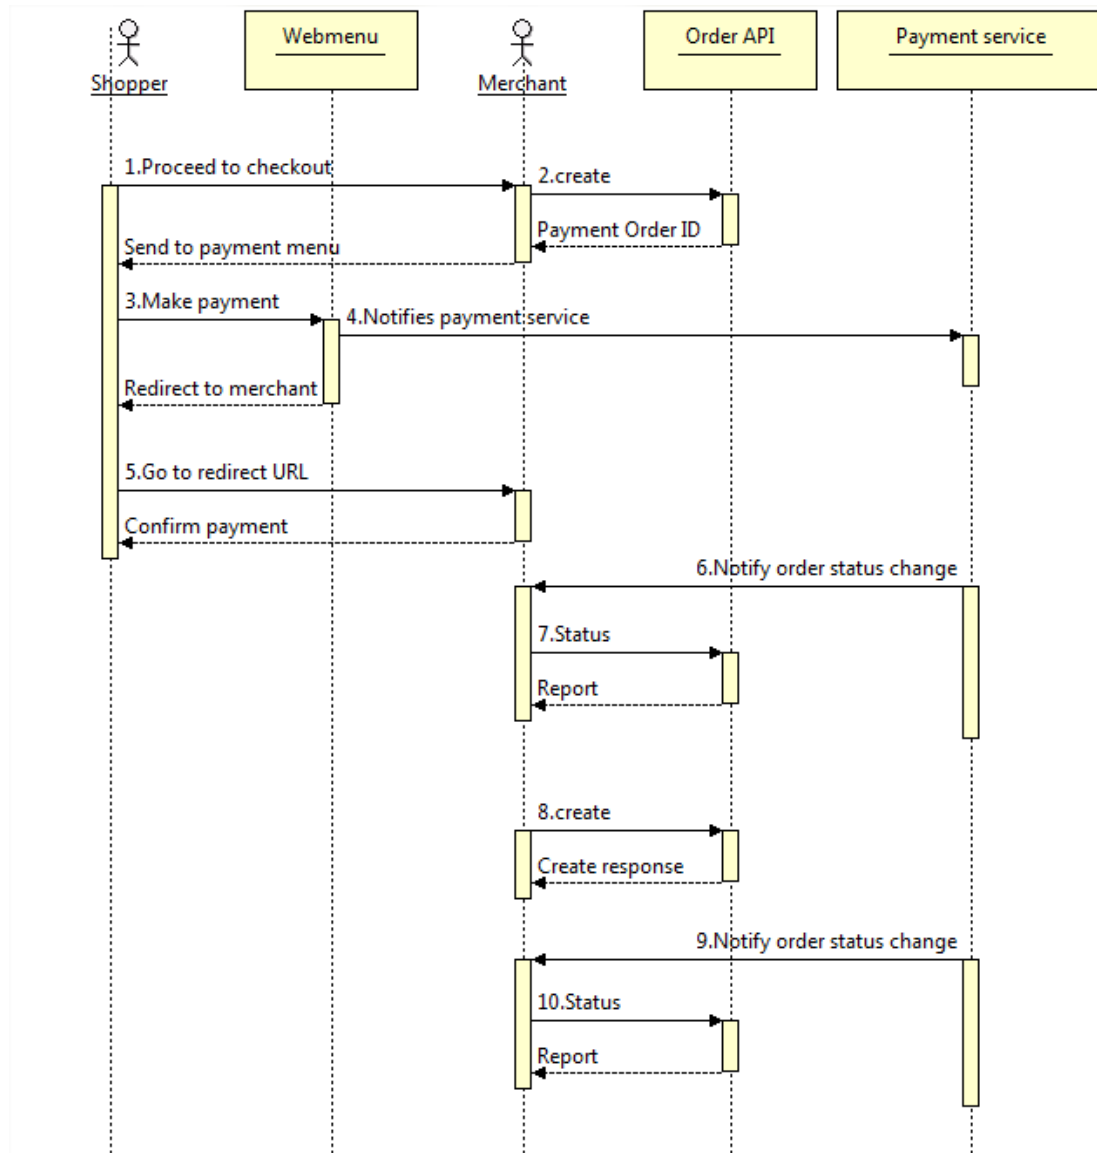 Shopper
Webmenu
Merchant
Order API
Payment service
1.Proceed to checkout
2.create
Payment Order ID
Send to payment menu
3.Make payment
4.Notifies payment service
Redirect to merchant
5.Go to redirect URL
Confirm payment
6.Notify order status change
7.Status
Report
8.create
Create response
9.Notify order status change
10.Status
Report